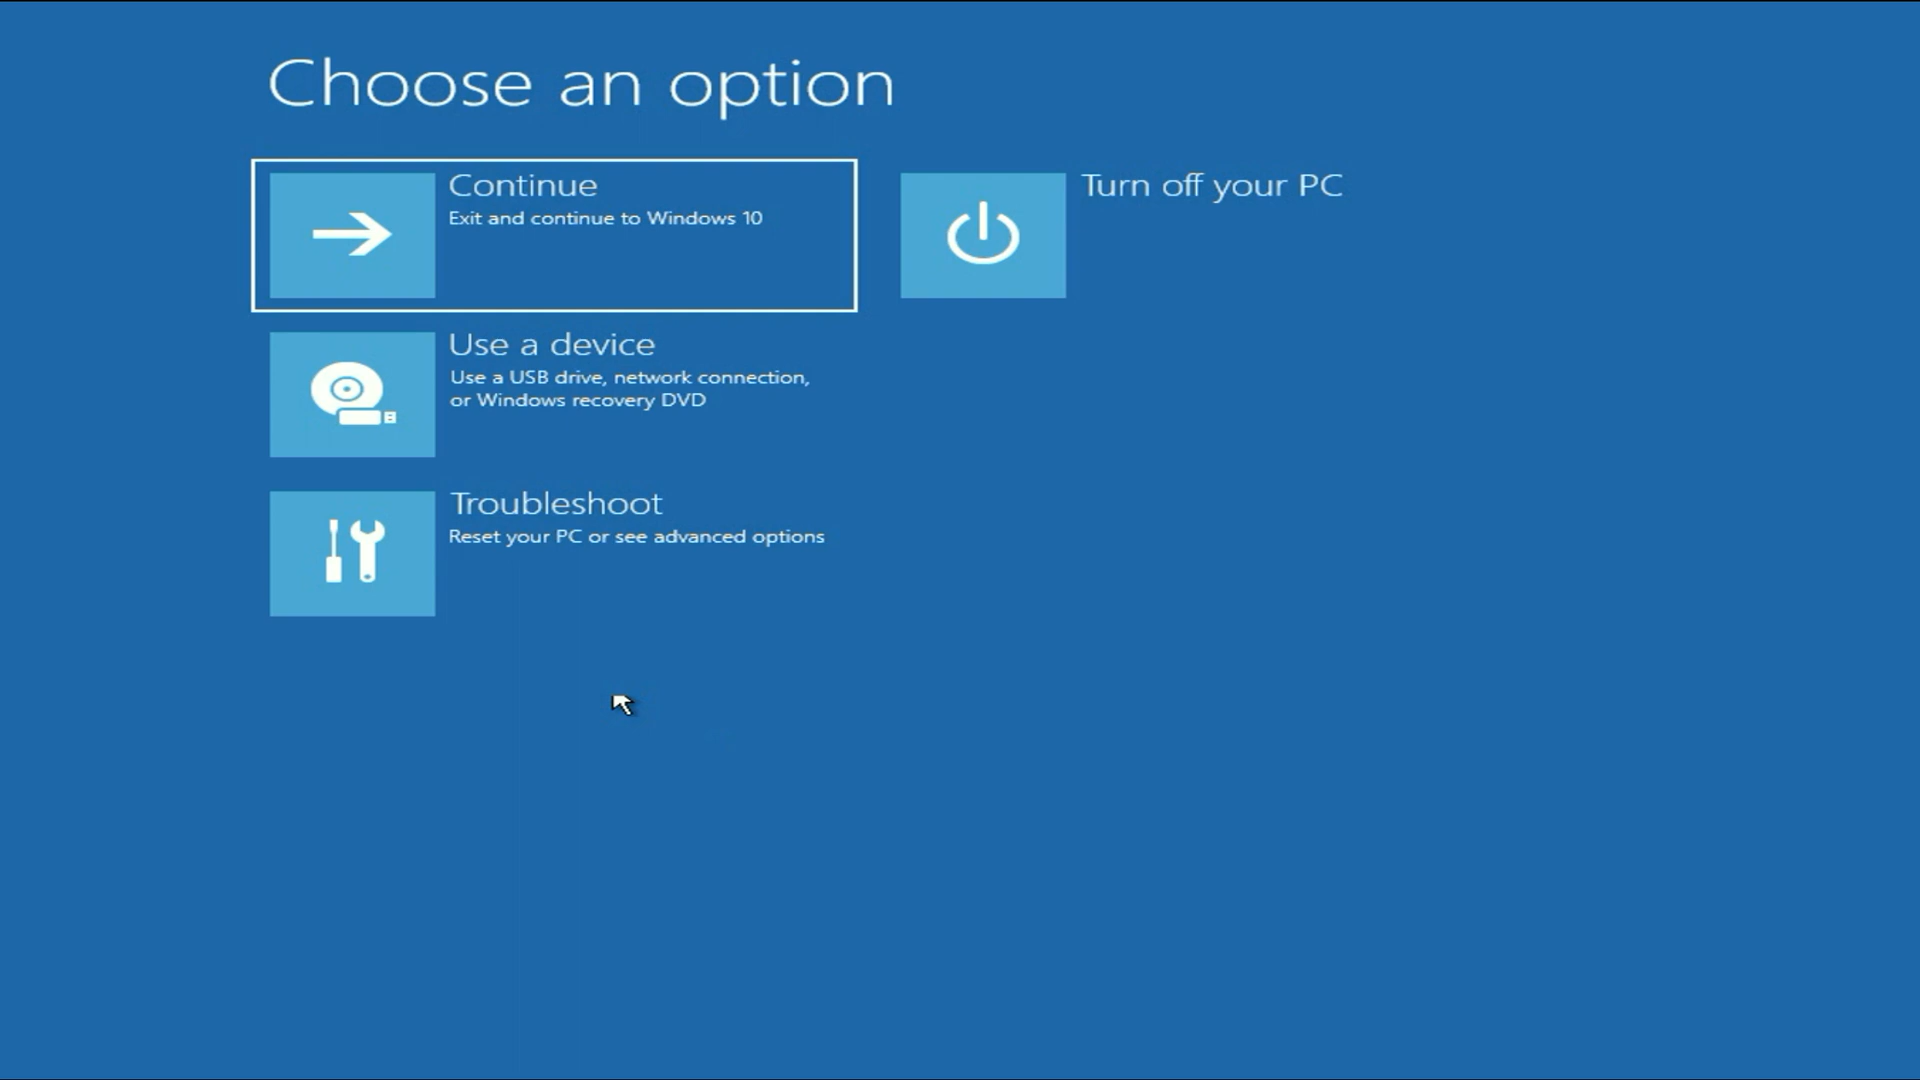 Choose an option
Continue
Exit and continue to Windows 10
Turn off your PC
Use a device
Use a USB drive, network connection,
or Windows recovery DVD
Troubleshoot
Reset your PC or see advanced options